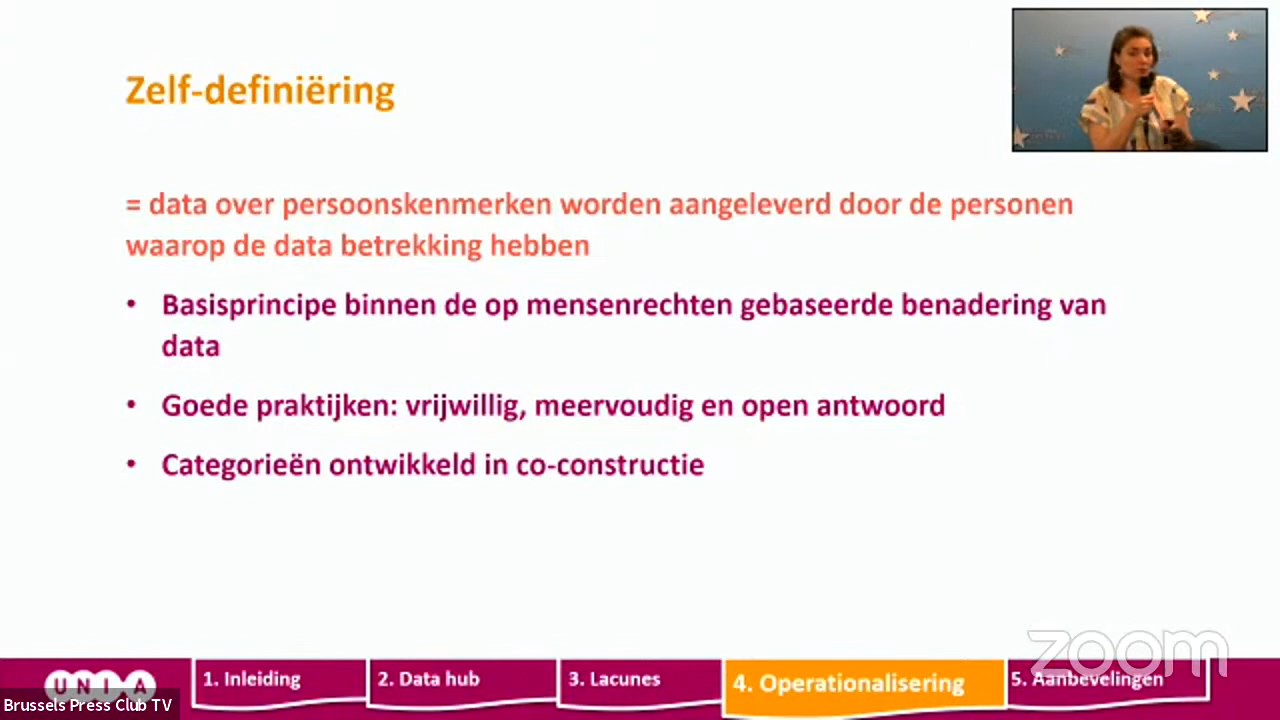 Zelf-definiëring
= data over persoonskenmerken worden aangeleverd door de personen
waarop de data betrekking hebben
• Basisprincipe binnen de op mensenrechten gebaseerde benadering van
data
• Goede praktijken: vrijwillig, meervoudig en open antwoord
• Categorieën ontwikkeld in co-constructie
zoom
UNIA
1. Inleiding
2. Data hub
3. Lacunes
4. Operationalisering
5. Aanbevelingen
Brussels Press Club TV